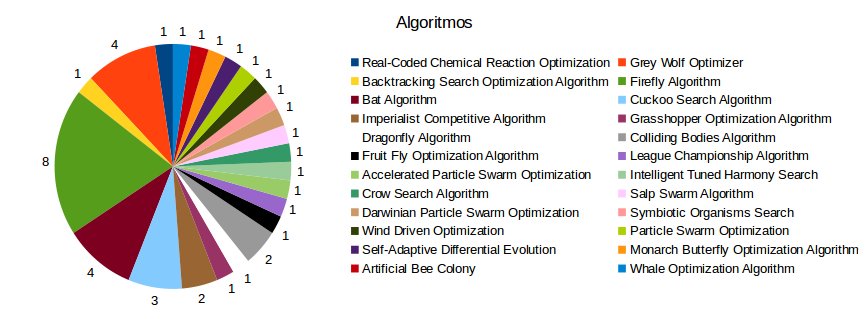 Algoritmos
Real-Coded Chemical Reaction Optimization
Grey Wolf Optimizer
Backtracking Search Optimization Algorithm
Firefly Algorithm
Bat Algorithm
Cuckoo Search Algorithm
Imperialist Competitive Algorithm
Grasshopper Optimization Algorithm
Dragonfly Algorithm
Colliding Bodies Algorithm
Fruit Fly Optimization Algorithm
League Championship Algorithm
Accelerated Particle Swarm Optimization
Intelligent Tuned Harmony Search
Crow Search Algorithm
Salp Swarm Algorithm
Darwinian Particle Swarm Optimization
Symbiotic Organisms Search
Wind Driven Optimization
Particle Swarm Optimization
Self-Adaptive Differential Evolution
Monarch Butterfly Optimization Algorithm
Artificial Bee Colony
Whale Optimization Algorithm
1
4
1
8
4
3
2
1
1
2
1
1
1
1
1
1
1
1
1
1
1
1
1
1